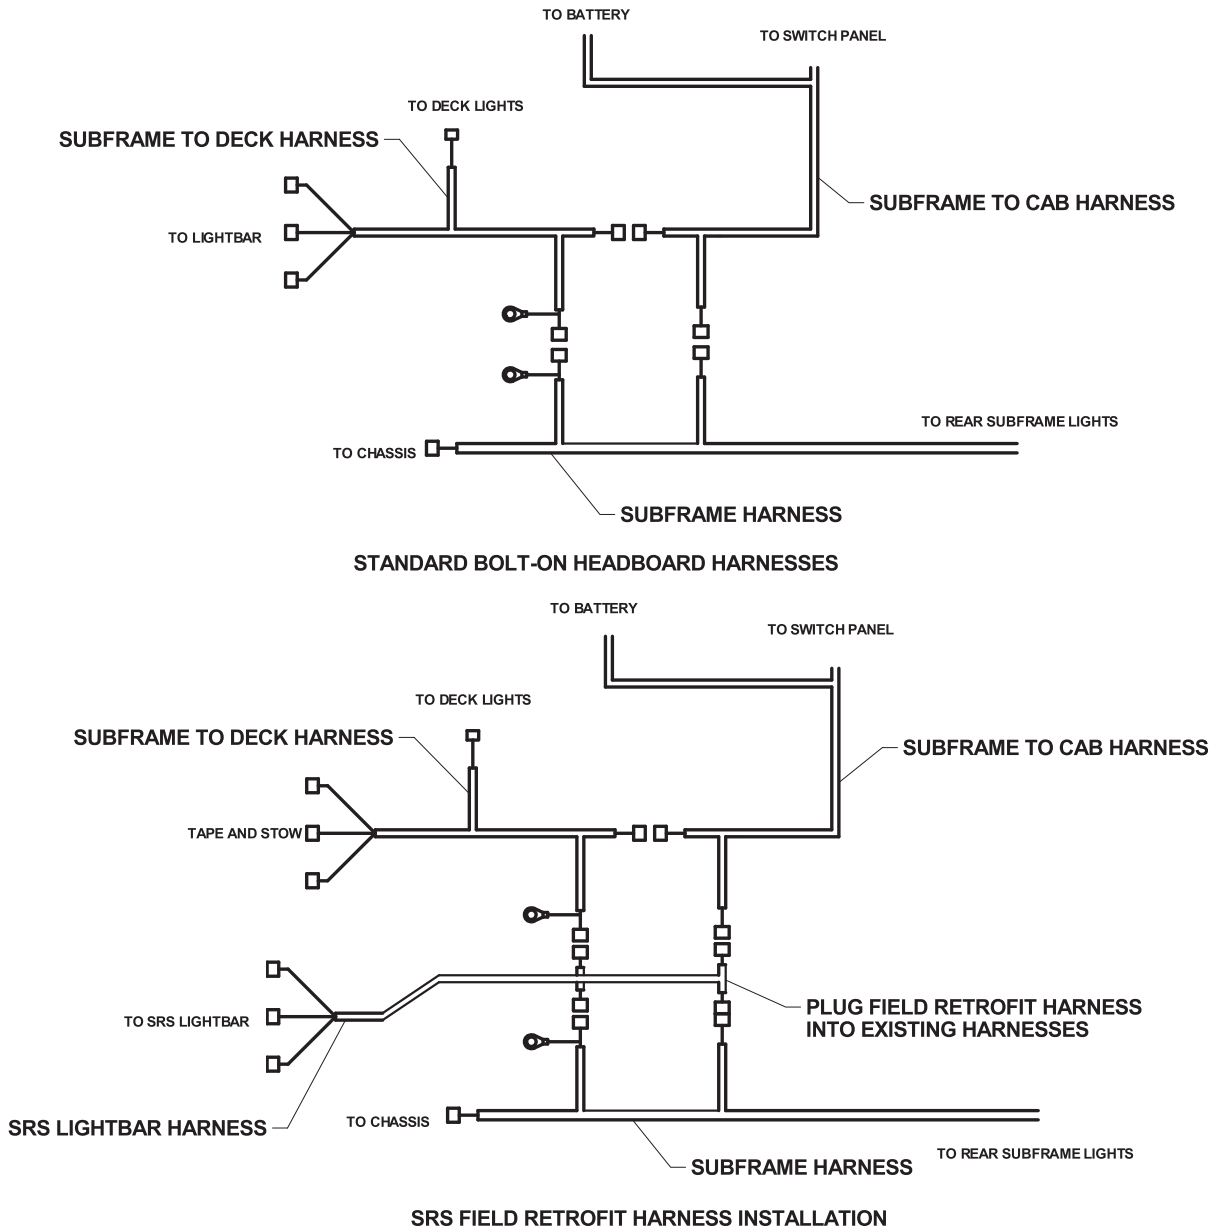 TO BATTERY
TO SWITCH PANEL
TO DECK LIGHTS
SUBFRAME TO DECK HARNESS
SUBFRAME TO CAB HARNESS
TO LIGHTBAR
TO REAR SUBFRAME LIGHTS
TO CHASSIS
SUBFRAME HARNESS
STANDARD BOLT-ON HEADBOARD HARNESSES
TO BATTERY
TO SWITCH PANEL
TO DECK LIGHTS
SUBFRAME TO DECK HARNESS
SUBFRAME TO CAB HARNESS
TAPE AND STOW
PLUG FIELD RETROFIT HARNESS
INTO EXISTING HARNESSES
TO SRS LIGHTBAR
SRS LIGHTBAR HARNESS
TO CHASSIS
TO REAR SUBFRAME LIGHTS
SUBFRAME HARNESS
SRS FIELD RETROFIT HARNESS INSTALLATION